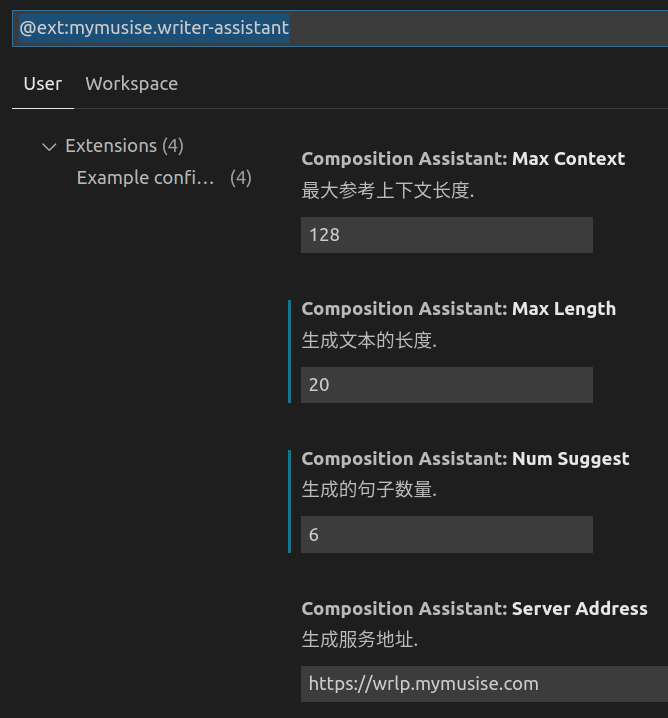 @ext:mymusise.writer-assistant
User Workspace
Extensions (4)
Example confi... (4)
Composition Assistant: Max Context
最大参考上下文长度.
128
Composition Assistant: Max Length
生成文本的长度.
20
Composition Assistant: Num Suggest
生成的句子数量.
6
Composition Assistant: Server Address
生成服务地址.
https://wrlp.mymusise.com